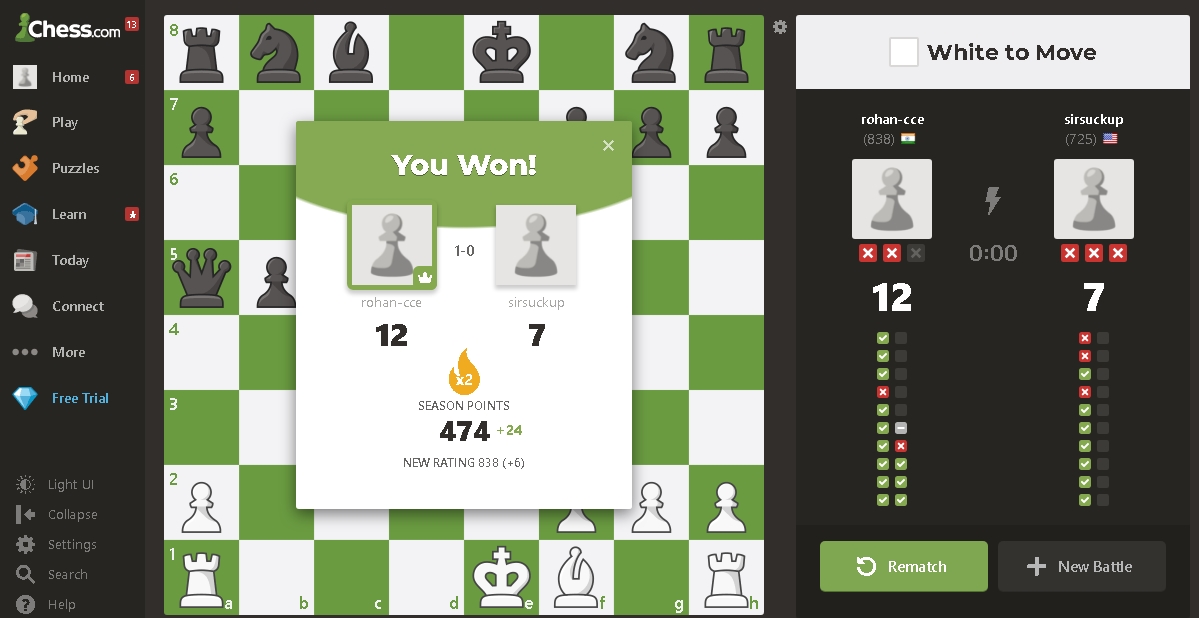 Chess.com 13
Home 6
Play
Puzzles
Learn
Today
Connect
More
Free Trial
Light UI
Collapse
Settings
Search
Help
8
7
6
5
4
3
2
1
a b c d e f g h
You Won!
×
1-0
rohan-cce sirsuckup
12 7
x2
SEASON POINTS
474 +24
NEW RATING 838 (+6)
White to Move
rohan-cce sirsuckup
(838) (725)
0:00
12 7
Rematch
New Battle